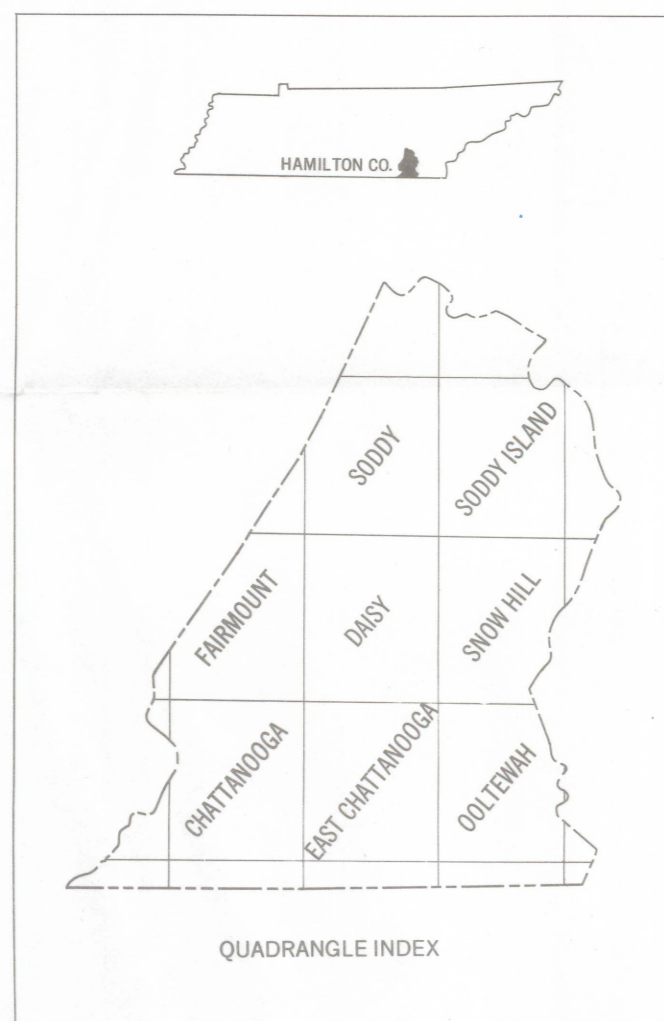 HAMILTON CO.
SODDY
SODDY ISLAND
FAIRMOUNT
DAISY
SNOW HILL
CHATTANOOGA
EAST CHATTANOOGA
OOLTEWAH
QUADRANGLE INDEX